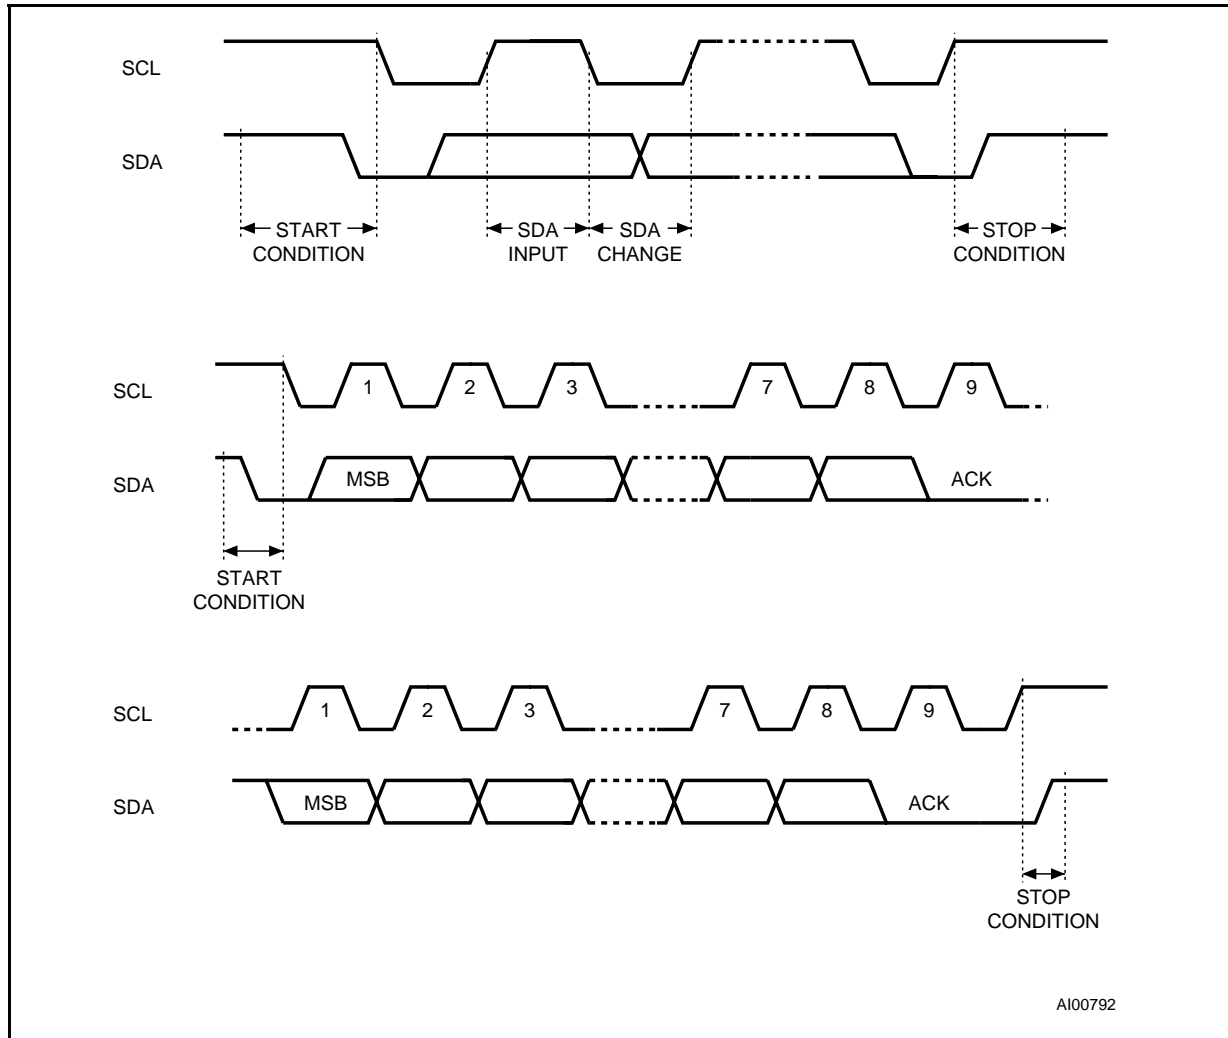 SCL
SDA
START CONDITION
SDA INPUT
SDA CHANGE
STOP CONDITION
SCL
1 2 3 7 8 9
SDA
MSB
ACK
START CONDITION
SCL
1 2 3 7 8 9
SDA
MSB
ACK
STOP CONDITION
AI00792